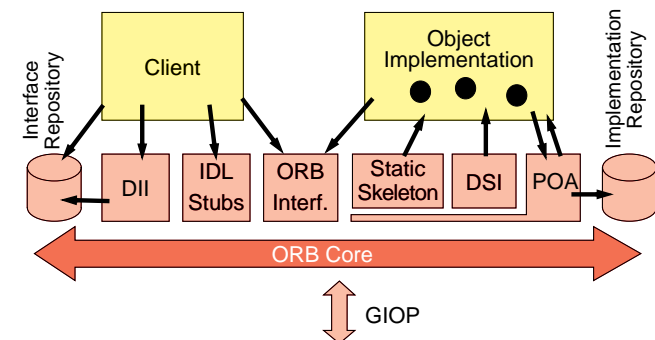 Client
Object
Implementation
Interface
Repository
Implementation
Repository
DII
IDL
Stubs
ORB
Interf.
Static
Skeleton
DSI
POA
ORB Core
GIOP